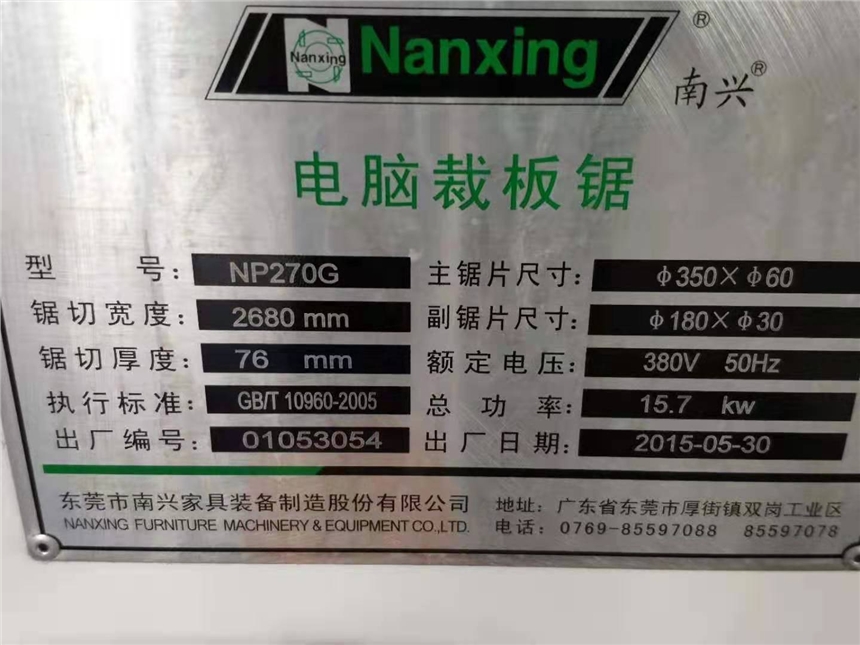 Nanxing Nanxing ®
南兴®
电脑裁板锯
型 号: NP270G 主锯片尺寸: ф350×ф60
锯切宽度: 2680 mm 副锯片尺寸: ф180×ф30
锯切厚度: 76 mm 额定电压: 380V 50Hz
执行标准: GB/T 10960-2005 总 功 率: 15.7 kw
出厂编号: 01053054 出厂日期: 2015-05-30
东莞市南兴家具装备制造股份有限公司 地址: 广东省东莞市厚街镇双岗工业区
NANXING FURNITURE MACHINERY & EQUIPMENT CO.,LTD. 电话: 0769-85597088 85597078